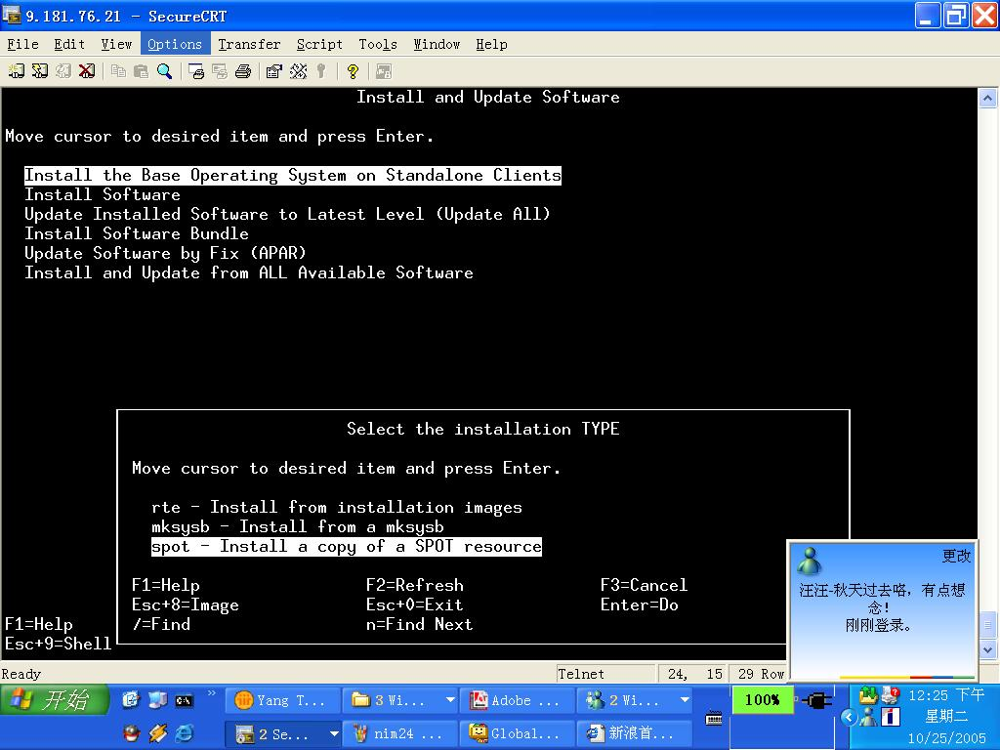 9.181.76.21 - SecureCRT
File Edit View Options Transfer Script Tools Window Help
Install and Update Software
Move cursor to desired item and press Enter.
Install the Base Operating System on Standalone Clients
Install Software
Update Installed Software to Latest Level (Update All)
Install Software Bundle
Update Software by Fix (APAR)
Install and Update from ALL Available Software
Select the installation TYPE
Move cursor to desired item and press Enter.
rte - Install from installation images
mksysb - Install from a mksysb
spot - Install a copy of a SPOT resource
F1=Help F2=Refresh F3=Cancel
Esc+8=Image Esc+0=Exit Enter=Do
/=Find n=Find Next
F1=Help
Esc+9=Shell
更改
汪汪-秋天过去咯，有点想
念!
刚刚登录。
Ready Telnet 24, 15 29 Row
开始 Yang T... 3 Wi... Adobe ... 2 Wi... 100% 12:25 下午
星期二
2 Se... nim24 ... Global... 新浪首... 10/25/2005